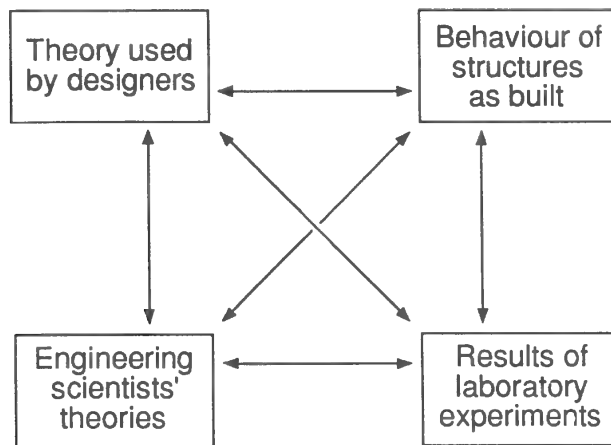 Theory used
by designers
Behaviour of
structures
as built
Engineering
scientists'
theories
Results of
laboratory
experiments